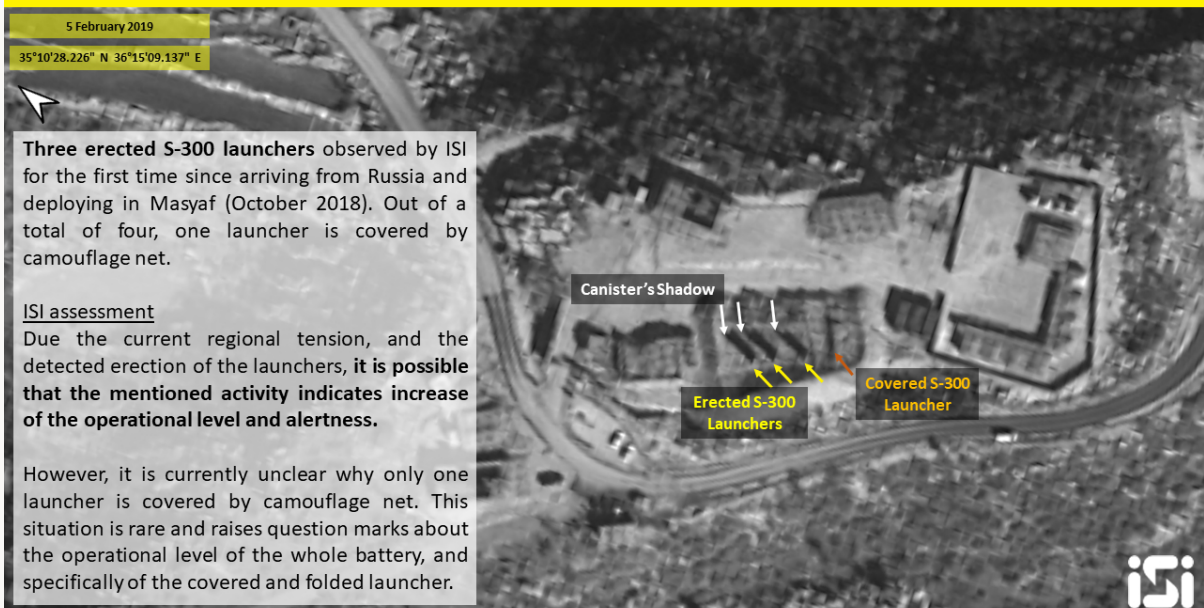 5 February 2019
35°10'28.226" N 36°15'09.137" E
Three erected S-300 launchers observed by ISI
for the first time since arriving from Russia and
deploying in Masyaf (October 2018). Out of a
total of four, one launcher is covered by
camouflage net.
ISI assessment
Due the current regional tension, and the
detected erection of the launchers, it is possible
that the mentioned activity indicates increase
of the operational level and alertness.
However, it is currently unclear why only one
launcher is covered by camouflage net. This
situation is rare and raises question marks about
the operational level of the whole battery, and
specifically of the covered and folded launcher.
Canister's Shadow
Erected S-300
Launchers
Covered S-300
Launcher
iSi